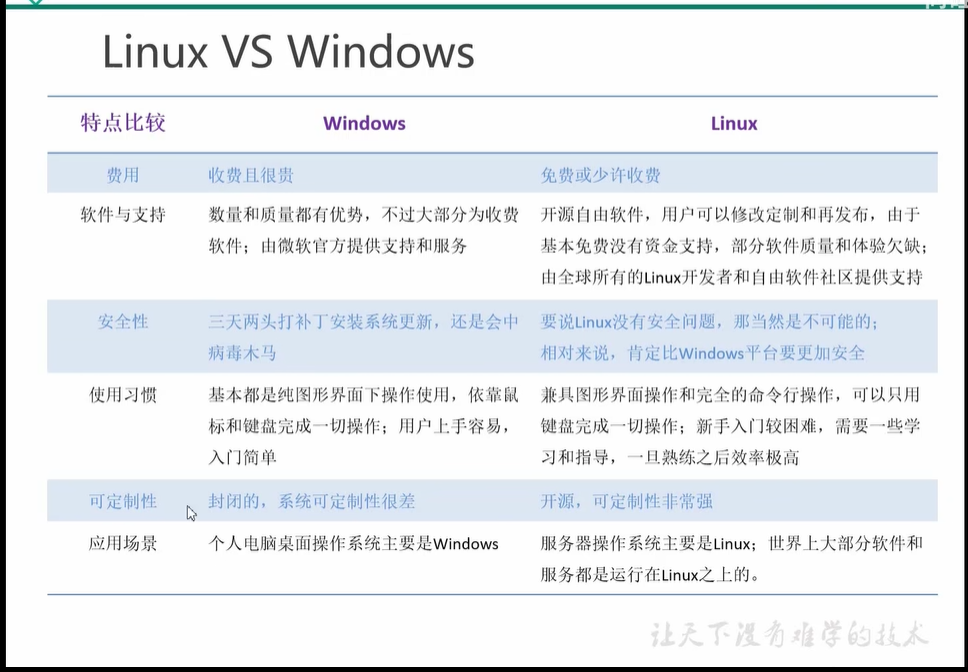 Linux VS Windows
特点比较 Windows Linux
费用 收费且很贵 免费或少许收费
软件与支持 数量和质量都有优势，不过大部分为收费 开源自由软件，用户可以修改定制和再发布，由于
软件；由微软官方提供支持和服务 基本免费没有资金支持，部分软件质量和体验欠缺；
由全球所有的Linux开发者和自由软件社区提供支持
安全性 三天两头打补丁安装系统更新，还是会中 要说Linux没有安全问题，那当然是不可能的；
病毒木马 相对来说，肯定比Windows平台要更加安全
使用习惯 基本都是纯图形界面下操作使用，依靠鼠 兼具图形界面操作和完全的命令行操作，可以只用
标和键盘完成一切操作；用户上手容易， 键盘完成一切操作；新手入门较困难，需要一些学
入门简单 习和指导，一旦熟练之后效率极高
可定制性 封闭的，系统可定制性很差 开源，可定制性非常强
应用场景 个人电脑桌面操作系统主要是Windows 服务器操作系统主要是Linux；世界上大部分软件和
服务都是运行在Linux之上的。
让天下没有难学的技术